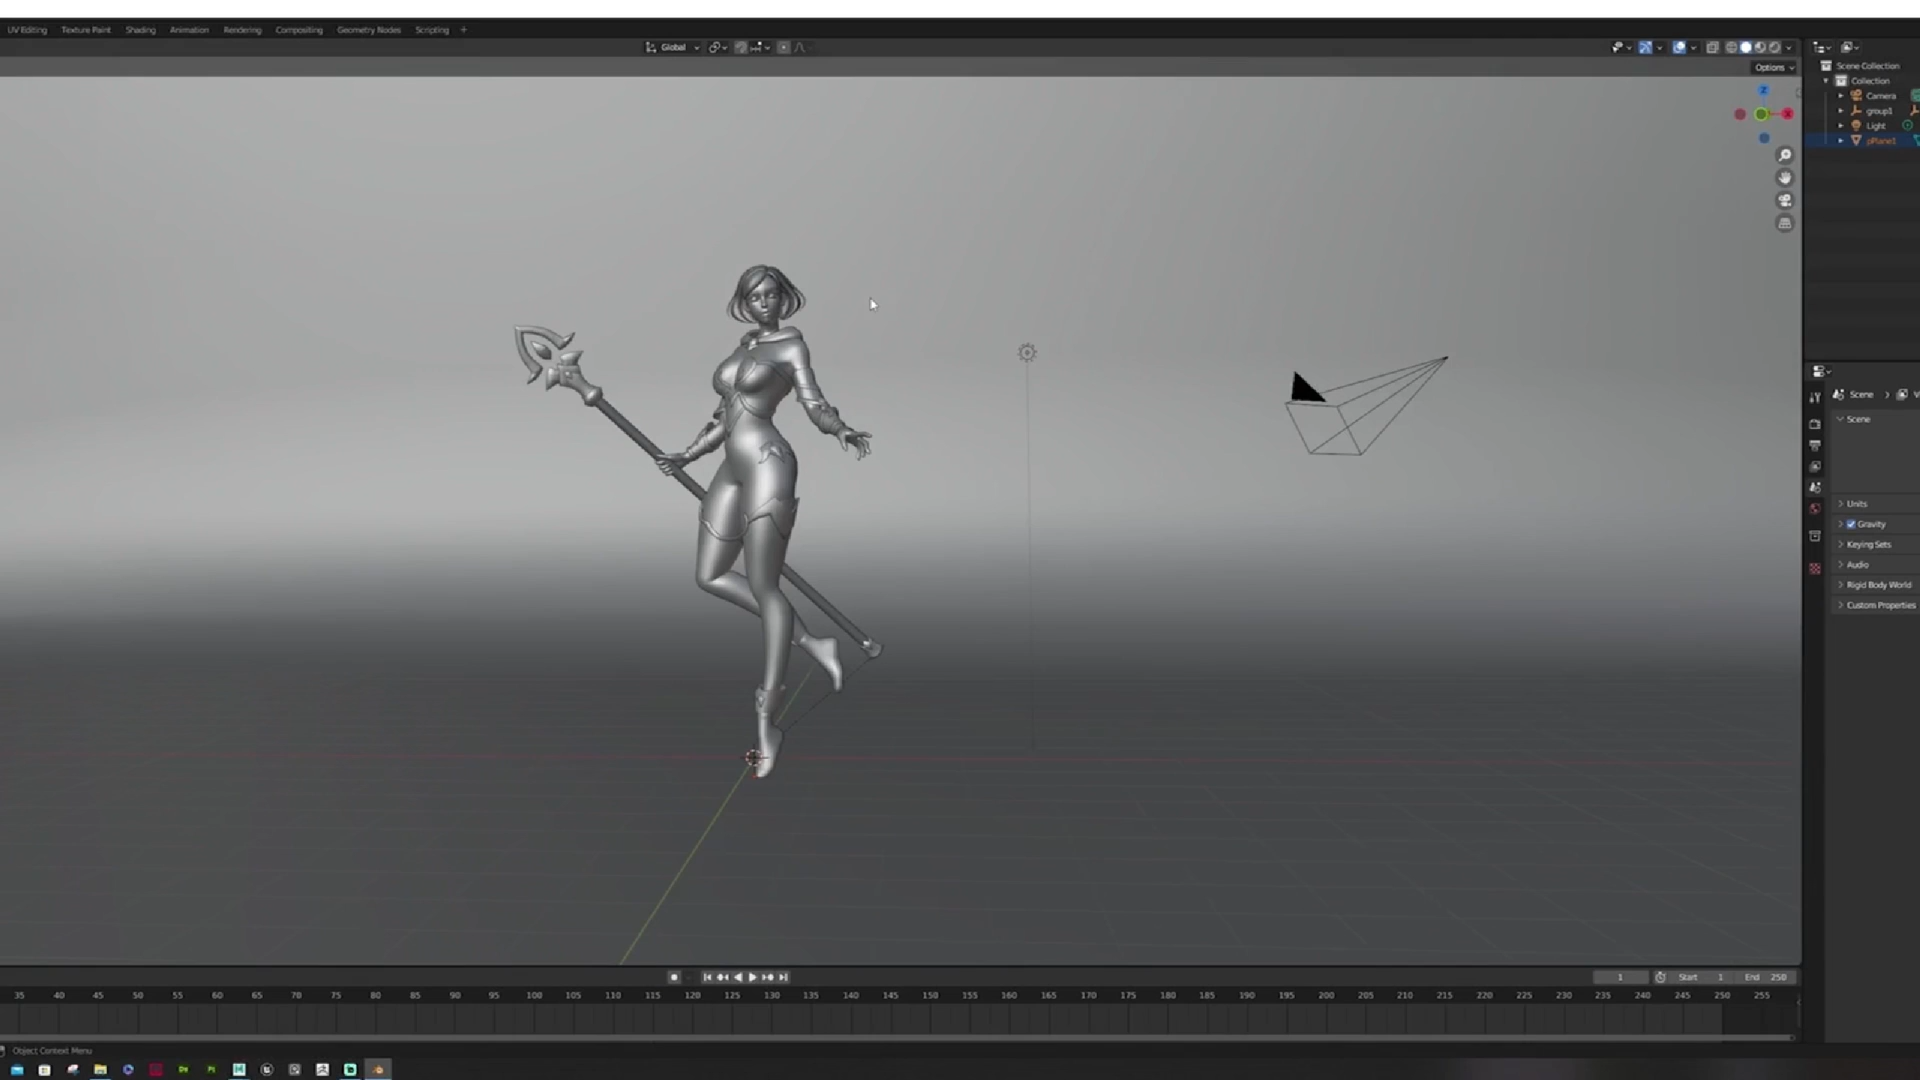 UV Editing Texture Paint Shading Animation Rendering Compositing Geometry Nodes Scripting +
Global
Options
Scene Collection
Collection
Camera
group1
Light
pPlane1
Z
X
Scene
Scene
Units
Gravity
Keying Sets
Audio
Rigid Body World
Custom Properties
1 Start 1 End 250
35 40 45 50 55 60 65 70 75 80 85 90 95 100 105 110 115 120 125 130 135 140 145 150 155 160 165 170 175 180 185 190 195 200 205 210 215 220 225 230 235 240 245 250 255
Object Context Menu